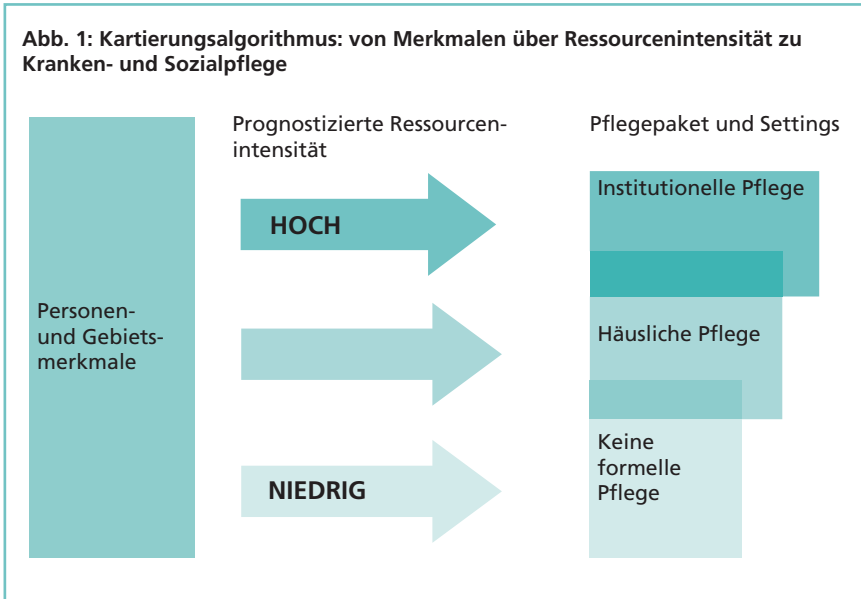 Abb. 1: Kartierungsalgorithmus: von Merkmalen über Ressourcenintensität zu
Kranken- und Sozialpflege
Personen-
und Gebiets-
merkmale
Prognostizierte Ressourcen-
intensität
HOCH
NIEDRIG
Pflegepaket und Settings
Institutionelle Pflege
Häusliche Pflege
Keine
formelle
Pflege